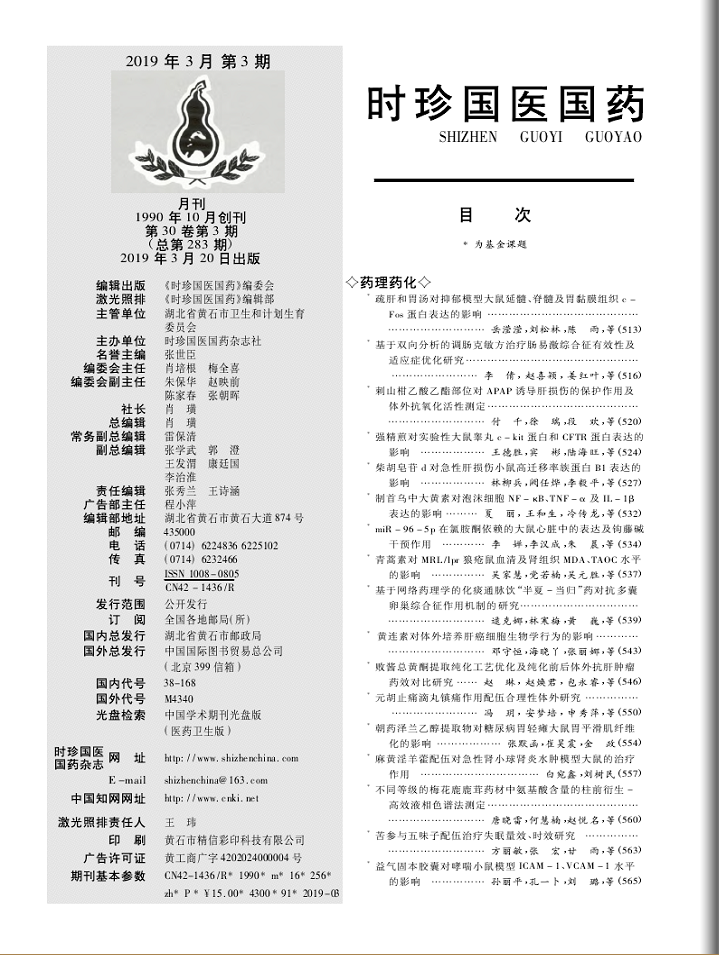 2019 年 3 月 第 3 期
月刊
1990 年 10 月创刊
第 30 卷第 3 期
(总第 283 期)
2019 年 3 月 20 日出版
编辑出版 《时珍国医国药》编委会
激光照排 《时珍国医国药》编辑部
主管单位 湖北省黄石市卫生和计划生育
委员会
主办单位 时珍国医国药杂志社
名誉主编 张世臣
编委会主任 肖培根 梅全喜
编委会副主任 朱保华 赵映前
陈家春 张朝晖
社长 肖 璜
总编辑 肖 璜
常务副总编辑 雷保清
副总编辑 张学武 郭 澄
王发渭 康廷国
李治淮
责任编辑 张秀兰 王诗涵
广告部主任 程小萍
编辑部地址 湖北省黄石市黄石大道 874 号
邮 编 435000
电 话 (0714) 6224836 6225102
传 真 (0714) 6232466
刊 号 ISSN 1008-0805
CN42-1436/R
发行范围 公开发行
订 阅 全国各地邮局(所)
国内总发行 湖北省黄石市邮政局
国外总发行 中国国际图书贸易总公司
(北京 399 信箱)
国内代号 38-168
国外代号 M4340
光盘检索 中国学术期刊光盘版
(医药卫生版)
时珍国医
国药杂志 网 址 http://www.shizhenchina.com
E-mail shizhenchina@163.com
中国知网网址 http://www.cnki.net
激光照排责任人 王 玮
印 刷 黄石市精信彩印科技有限公司
广告许可证 黄工商广字 4202024000004 号
期刊基本参数 CN42-1436/R* 1990* m* 16* 256*
zh* P* ¥15.00* 4300* 91* 2019-03
时珍国医国药
SHIZHEN GUOYI GUOYAO
目 次
* 为基金课题
◇药理药化◇
* 疏肝和胃汤对抑郁模型大鼠延髓、脊髓及胃黏膜组织 c-
Fos 蛋白表达的影响 ……………
…………… 岳滢滢,刘松林,陈 雨,等(513)
* 基于双向分析的调肠克敏方治疗肠易激综合征有效性及
适应症优化研究……………
…………… 李 倩,赵喜颖,姜红叶,等(516)
* 刺山柑乙酸乙酯部位对 APAP 诱导肝损伤的保护作用及
体外抗氧化活性测定……………
…………… 付 千,徐 瑞,段 欢,等(520)
* 强精煎对实验性大鼠睾丸 c-kit 蛋白和 CFTR 蛋白表达的
影响 …………… 王德胜,宾 彬,陆海旺,等(524)
* 柴胡皂苷 d 对急性肝损伤小鼠高迁移率族蛋白 B1 表达的
影响 …………… 林柳兵,阙任烨,李毅平,等(527)
* 制首乌中大黄素对泡沫细胞 NF-κB、TNF-α 及 IL-1β
表达的影响 ……… 夏 丽,王和生,冷传龙,等(532)
* miR-96-5p 在氯胺酮依赖的大鼠心脏中的表达及钩藤碱
干预作用 ………… 李 婵,李汉成,朱 晨,等(534)
* 青蒿素对 MRL/lpr 狼疮鼠血清及肾组织 MDA、TAOC 水平
的影响 …………… 吴家慧,党若楠,吴元胜,等(537)
* 基于网络药理学的化痰通脉饮“半夏-当归”药对抗多囊
卵巢综合征作用机制的研究……………
…………… 逯克娜,林寒梅,黄 巍,等(539)
* 黄连素对体外培养肝癌细胞生物学行为的影响…………
…………… 邓宇恒,海晓丫,张丽娜,等(543)
* 败酱总黄酮提取纯化工艺优化及纯化前后体外抗肝肿瘤
药效对比研究…… 赵 琳,赵焕君,包永睿,等(546)
* 元胡止痛滴丸镇痛作用配伍合理性体外研究 …………
…………… 冯 玥,安梦培,申秀萍,等(550)
* 朝药泽兰乙醇提取物对糖尿病胃轻瘫大鼠胃平滑肌纤维
化的影响 …………… 张默函,崔昊震,金 政(554)
* 麻黄淫羊藿配伍对急性肾小球肾炎水肿模型大鼠的治疗
作用 …………… 白宛鑫,刘树民(557)
* 不同等级的梅花鹿鹿茸药材中氨基酸含量的柱前衍生-
高效液相色谱法测定……………
…………… 唐晓雷,何慧楠,赵悦名,等(560)
* 苦参与五味子配伍治疗失眠量效、时效研究 …………
…………… 方丽敏,张 宏,甘 雨,等(563)
* 益气固本胶囊对哮喘小鼠模型 ICAM-1、VCAM-1 水平
的影响 …………… 孙丽平,孔一卜,刘 璐,等(565)